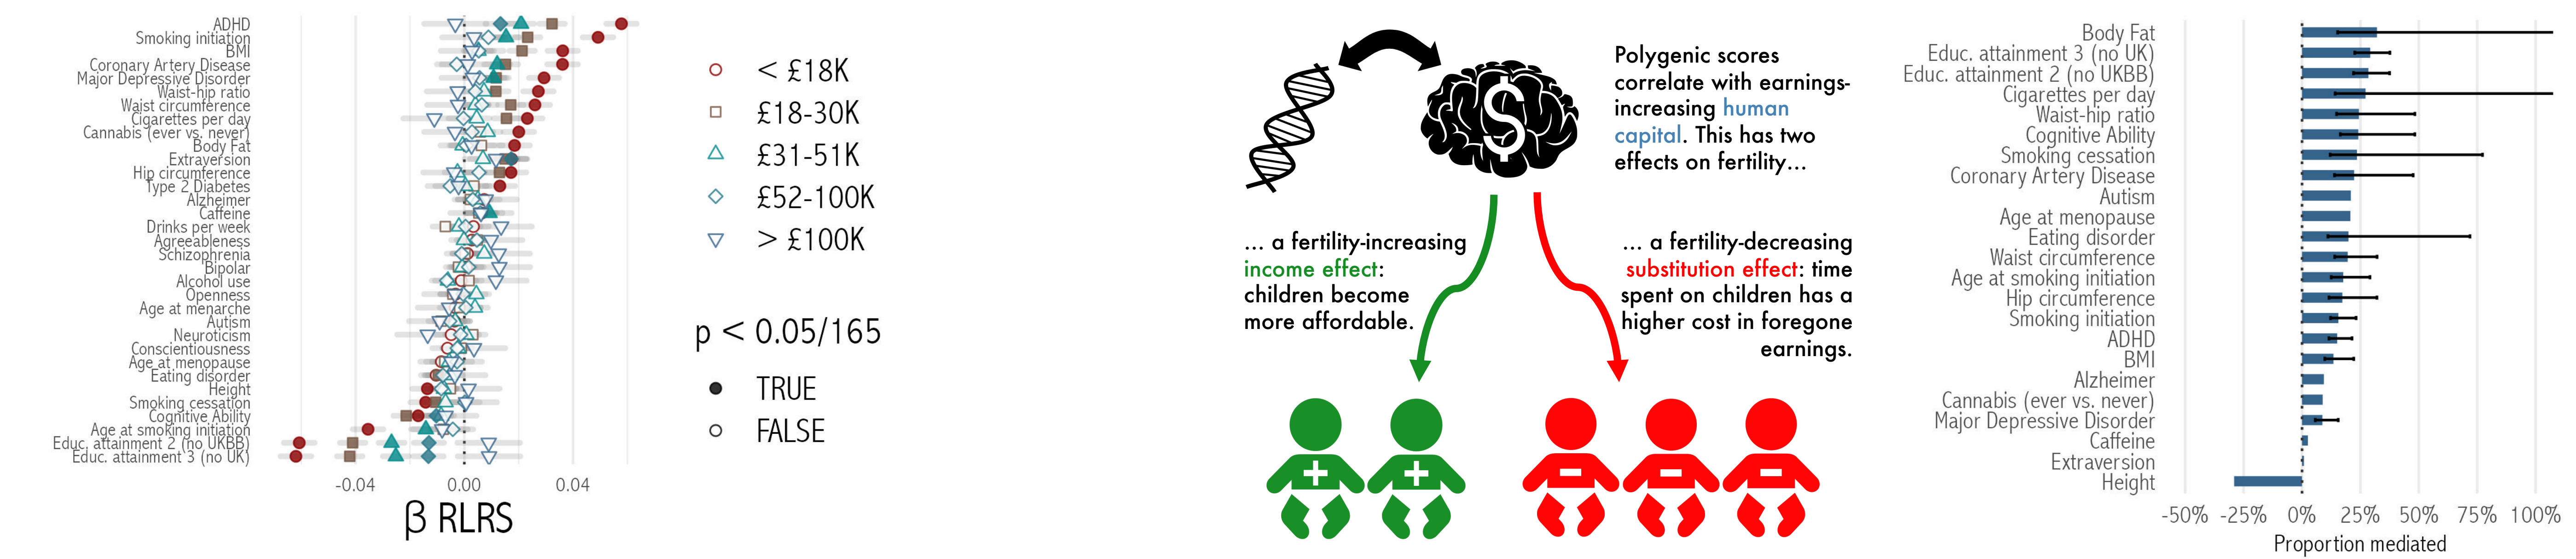 ADHD
Smoking initiation
BMI
Coronary Artery Disease
Major Depressive Disorder
Waist-hip ratio
Waist circumference
Cigarettes per day
Cannabis (ever vs. never)
Body Fat
Extraversion
Hip circumference
Type 2 Diabetes
Alzheimer
Caffeine
Drinks per week
Agreeableness
Schizophrenia
Bipolar
Alcohol use
Openness
Age at menarche
Autism
Neuroticism
Conscientiousness
Age at menopause
Eating disorder
Height
Smoking cessation
Cognitive Ability
Age at smoking initiation
Educ. attainment 2 (no UKBB)
Educ. attainment 3 (no UK)
-0.04 0.00 0.04
β RLRS
< £18K
£18-30K
£31-51K
£52-100K
> £100K
p < 0.05/165
TRUE
FALSE
$
Polygenic scores
correlate with earnings-
increasing human
capital. This has two
effects on fertility...
... a fertility-increasing
income effect:
children become
more affordable.
... a fertility-decreasing
substitution effect: time
spent on children has a
higher cost in foregone
earnings.
+ +
- - -
Body Fat
Educ. attainment 3 (no UK)
Educ. attainment 2 (no UKBB)
Cigarettes per day
Waist-hip ratio
Cognitive Ability
Smoking cessation
Coronary Artery Disease
Autism
Age at menopause
Eating disorder
Waist circumference
Age at smoking initiation
Hip circumference
Smoking initiation
ADHD
BMI
Alzheimer
Cannabis (ever vs. never)
Major Depressive Disorder
Caffeine
Extraversion
Height
-50% -25% 0% 25% 50% 75% 100%
Proportion mediated